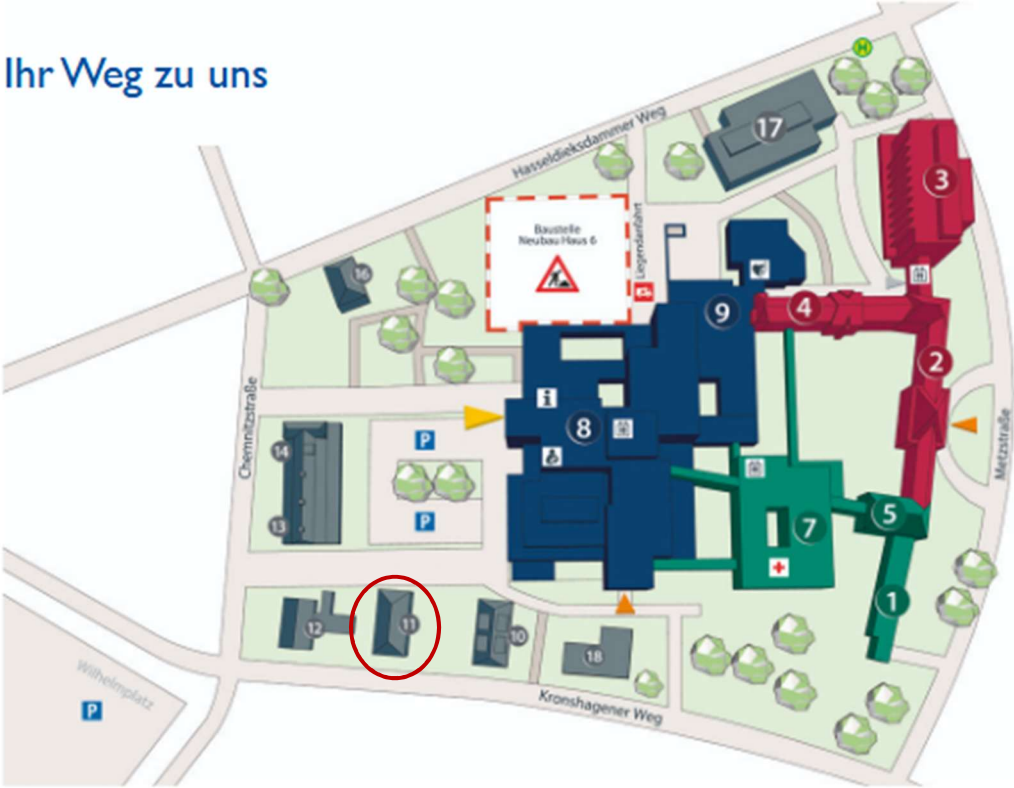 Ihr Weg zu uns
H
Hasseldieksdammer Weg
17
3
Baustelle
Neubau Haus 6
Liegendanfahrt
16
9
4
2
i
8
Chemnitzstraße
Metzstraße
14
P
13
P
7
5
1
12
11
10
18
Wilhelmplatz
P
Kronshagener Weg